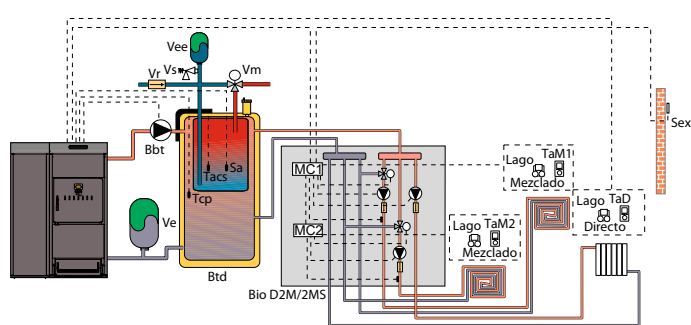 Vee
Vs
Vr
Vm
Sex
Bbt
Sa
Tacs
Tcp
Ve
Btd
MC1
MC2
Bio D2M/2MS
Lago TaM1
Mezclado
Lago TaD
Directo
Lago TaM2
Mezclado